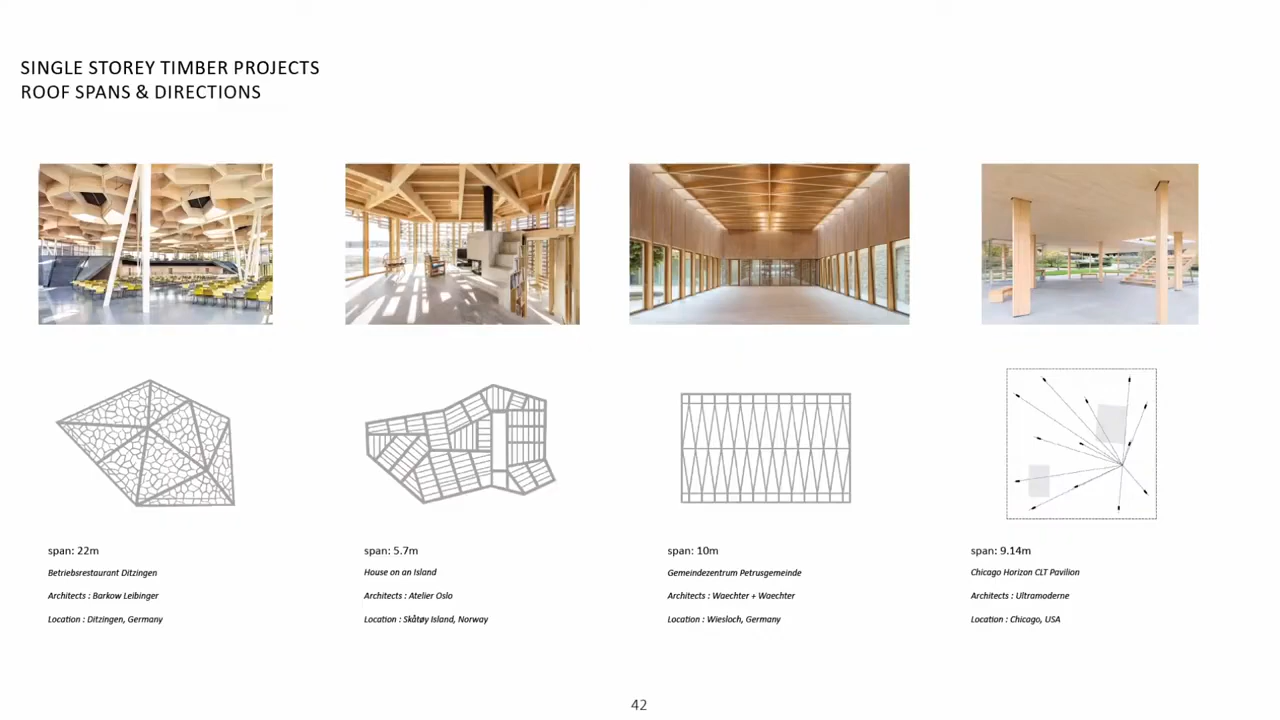 SINGLE STOREY TIMBER PROJECTS
ROOF SPANS & DIRECTIONS
span: 22m
Betriebsrestaurant Ditzingen
Architects : Barkow Leibinger
Location : Ditzingen, Germany
span: 5.7m
House on an Island
Architects : Atelier Oslo
Location : Skåtøy Island, Norway
span: 10m
Gemeindezentrum Petrusgemeinde
Architects : Waechter + Waechter
Location : Wiesloch, Germany
span: 9.14m
Chicago Horizon CLT Pavilion
Architects : Ultramoderne
Location : Chicago, USA
42